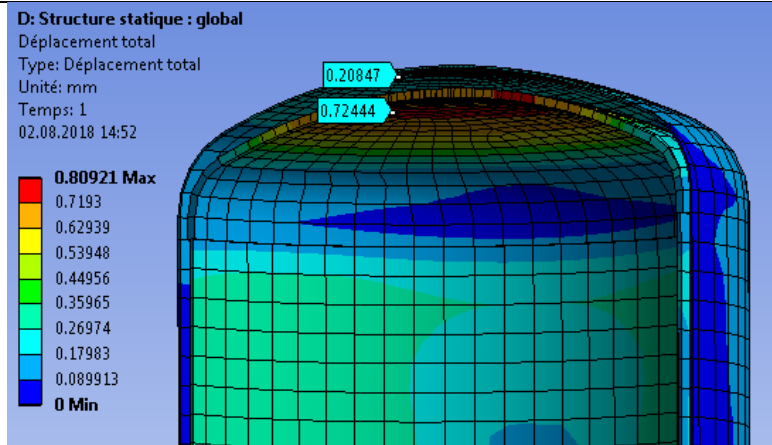 D: Structure statique : global
Déplacement total
Type: Déplacement total
Unité: mm
Temps: 1
02.08.2018 14:52
0.20847
0.72444
0.80921 Max
0.7193
0.62939
0.53948
0.44956
0.35965
0.26974
0.17983
0.089913
0 Min